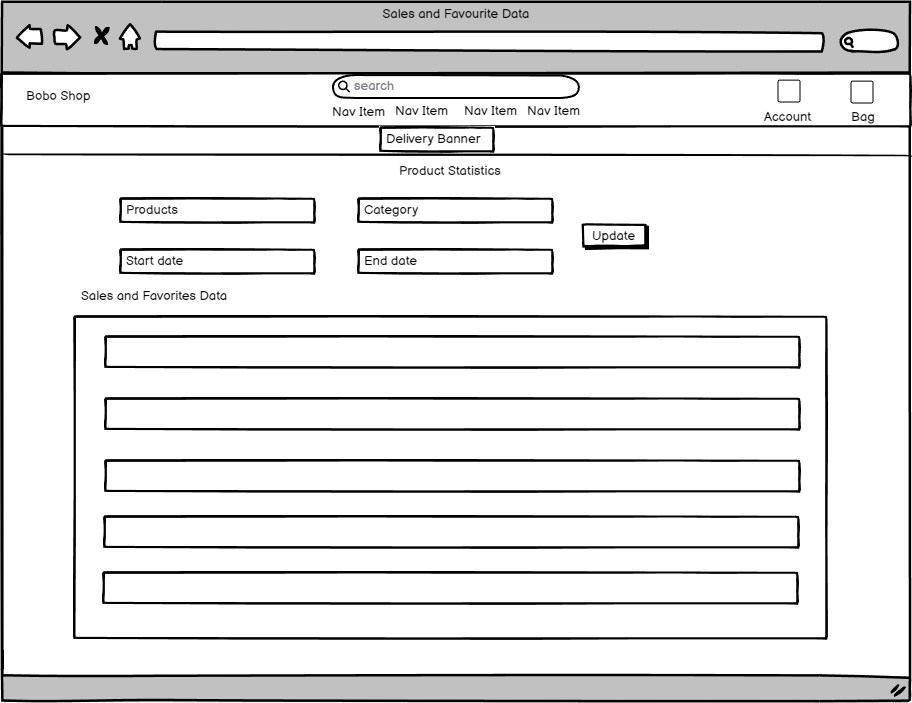 Sales and Favourite Data
search
Bobo Shop
Nav Item Nav Item Nav Item Nav Item
Account Bag
Delivery Banner
Product Statistics
Products Category
Update
Start date End date
Sales and Favorites Data